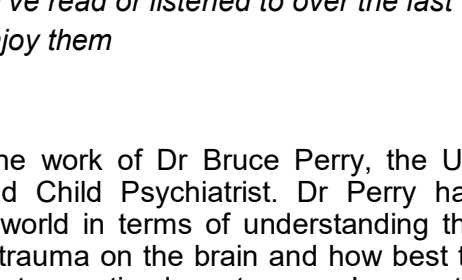 've read or listened to over the last
njoy them
he work of Dr Bruce Perry, the U
d Child Psychiatrist. Dr Perry ha
world in terms of understanding th
trauma on the brain and how best t